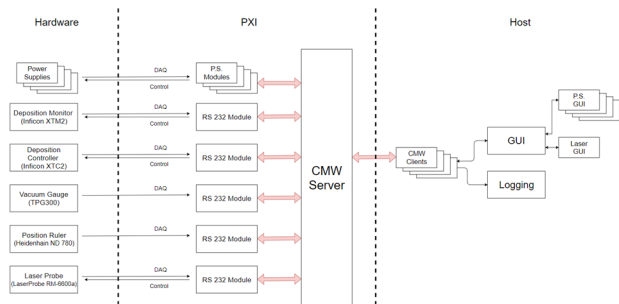 Hardware
PXI
Host
Power
Supplies
DAQ
Control
P.S.
Modules
Deposition Monitor
(Inficon XTM2)
DAQ
Control
RS 232 Module
Deposition
Controller
(Inficon XTC2)
DAQ
Control
RS 232 Module
Vacuum Gauge
(TPG300)
DAQ
RS 232 Module
Position Ruler
(Heidenhain ND 780)
DAQ
RS 232 Module
Laser Probe
(LaserProbe RM-6600a)
DAQ
Control
RS 232 Module
CMW
Server
CMW
Clients
GUI
Logging
P.S.
GUI
Laser
GUI